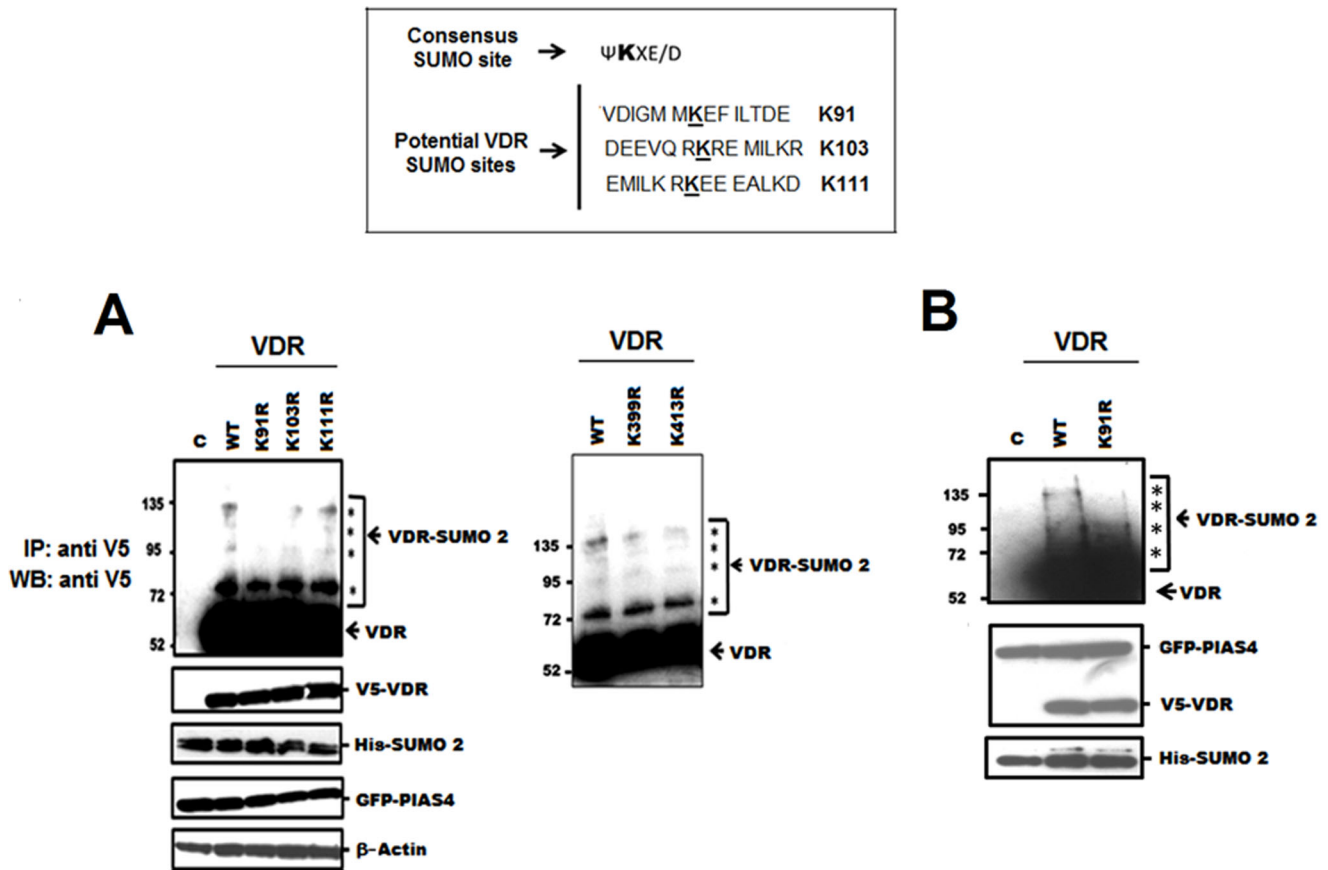 Consensus
SUMO site
ΨKXE/D
Potential VDR
SUMO sites
VDIGM MKEF ILTDE K91
DEEVQ RKRE MILKR K103
EMILK RKEE EALKD K111
A
VDR
C WT K91R K103R K111R
IP: anti V5
WB: anti V5
135
95
72
52
*
*
*
*
VDR-SUMO 2
VDR
V5-VDR
His-SUMO 2
GFP-PIAS4
β-Actin
VDR
WT K399R K413R
135
95
72
52
*
*
*
*
VDR-SUMO 2
VDR
B
VDR
C WT K91R
135
95
72
52
*
*
*
*
VDR-SUMO 2
VDR
GFP-PIAS4
V5-VDR
His-SUMO 2